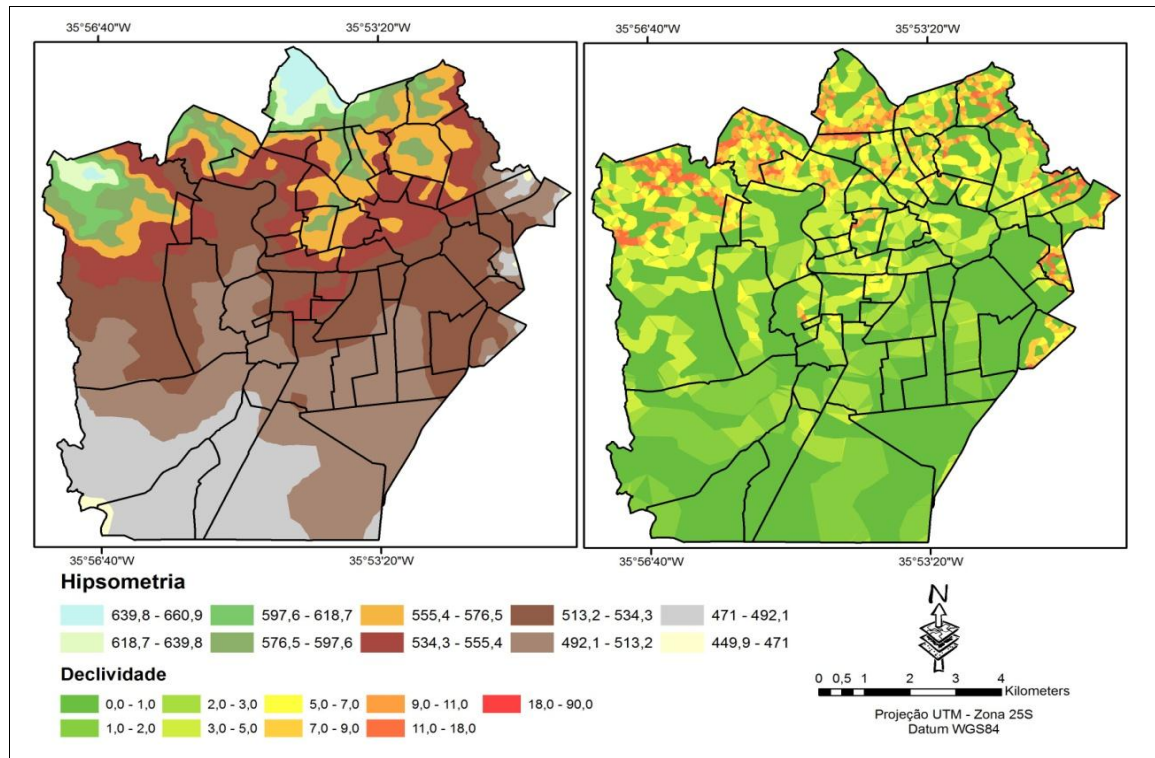 35°56'40"W 35°53'20"W 35°56'40"W 35°53'20"W
35°56'40"W 35°53'20"W 35°56'40"W 35°53'20"W
Hipsometria
639,8 - 660,9 597,6 - 618,7 555,4 - 576,5 513,2 - 534,3 471 - 492,1
618,7 - 639,8 576,5 - 597,6 534,3 - 555,4 492,1 - 513,2 449,9 - 471
Declividade
0,0 - 1,0 2,0 - 3,0 5,0 - 7,0 9,0 - 11,0 18,0 - 90,0
1,0 - 2,0 3,0 - 5,0 7,0 - 9,0 11,0 - 18,0
N
0 0,5 1 2 3 4
Kilometers
Projeção UTM - Zona 25S
Datum WGS84